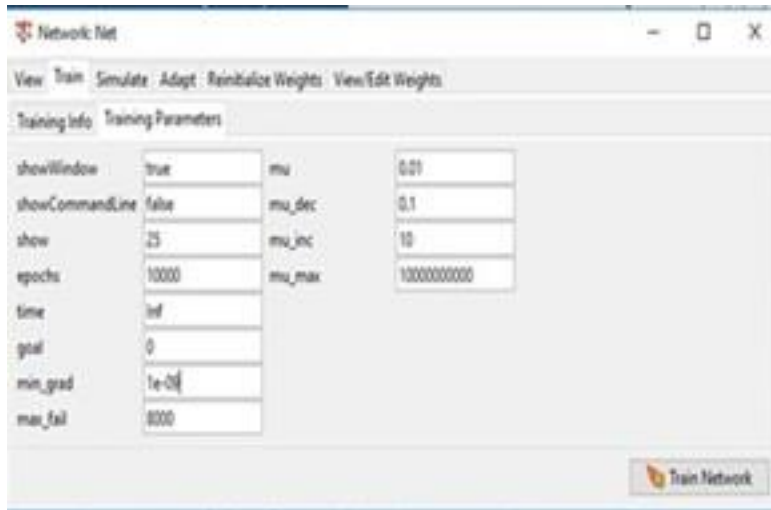 Network: Net
View Train Simulate Adapt Reinitialize Weights View/Edit Weights
Training Info Training Parameters
showWindow true mu 0.01
showCommandLine false mu_dec 0.1
show 25 mu_inc 10
epochs 10000 mu_max 10000000000
time Inf
goal 0
min_grad 1e-09
max_fail 8000
Train Network